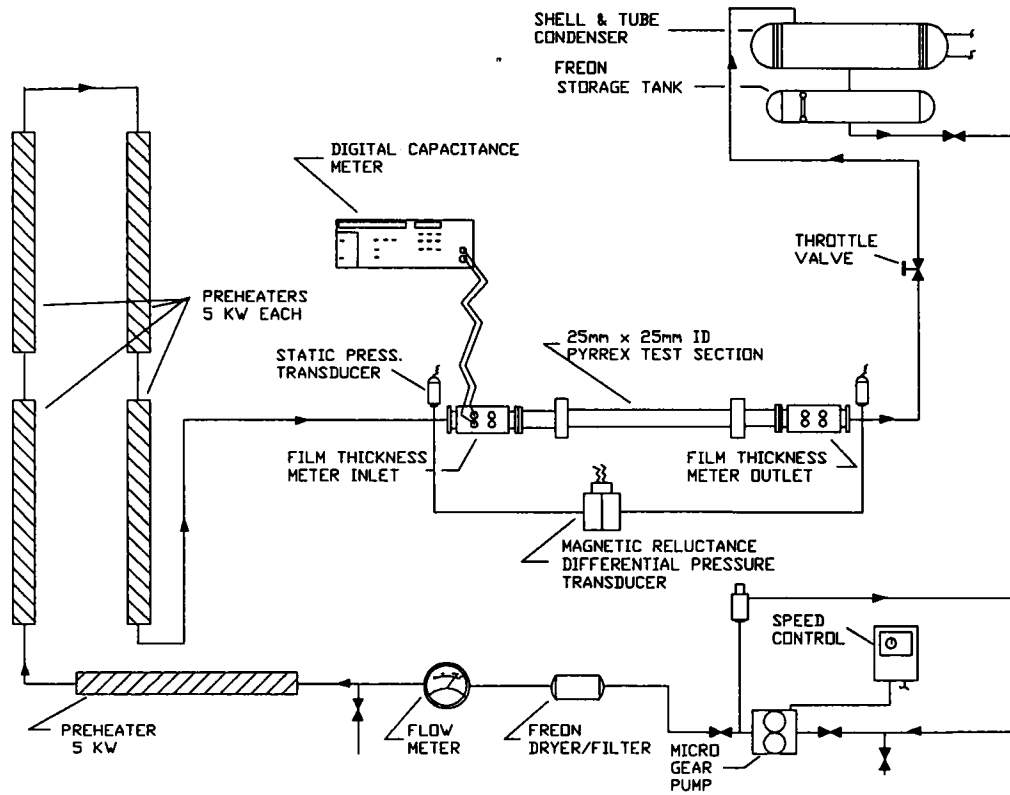 SHELL & TUBE
CONDENSER
FREON
STORAGE TANK
DIGITAL CAPACITANCE
METER
THROTTLE
VALVE
PREHEATERS
5 KW EACH
25mm x 25mm ID
PYRREX TEST SECTION
STATIC PRESS.
TRANSDUCER
FILM THICKNESS
METER INLET
FILM THICKNESS
METER OUTLET
MAGNETIC RELUCTANCE
DIFFERENTIAL PRESSURE
TRANSDUCER
SPEED
CONTROL
PREHEATER
5 KW
FLOW
METER
FREON
DRYER/FILTER
MICRO
GEAR
PUMP